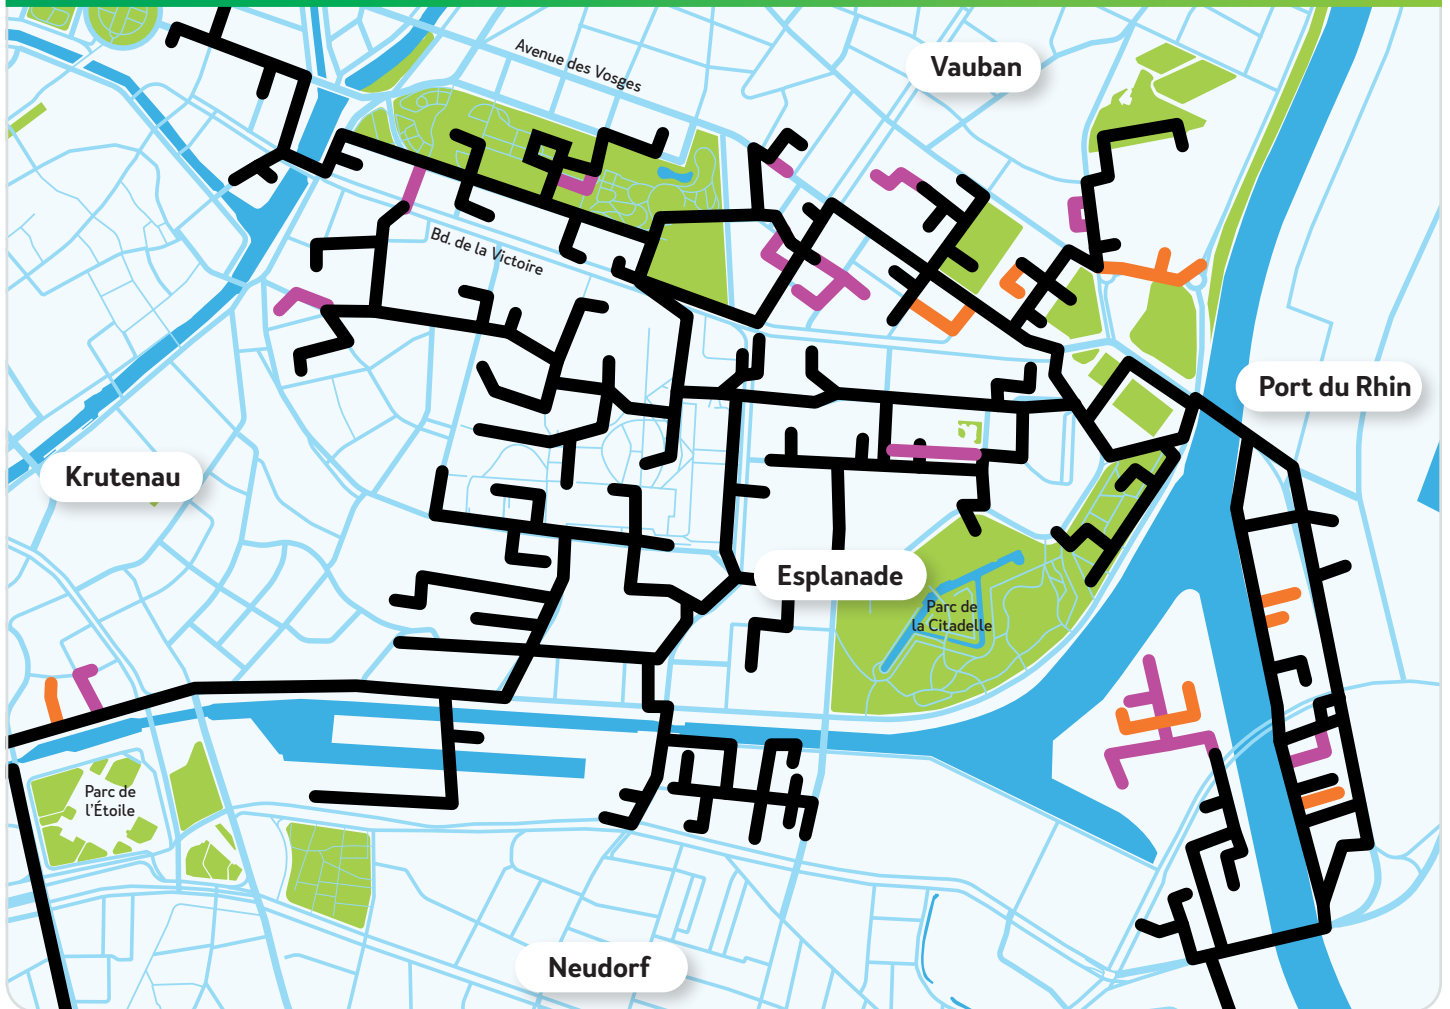 Avenue des Vosges
Vauban
Bd. de la Victoire
Port du Rhin
Krutenau
Esplanade
Parc de
la Citadelle
Parc de
l'Étoile
Neudorf